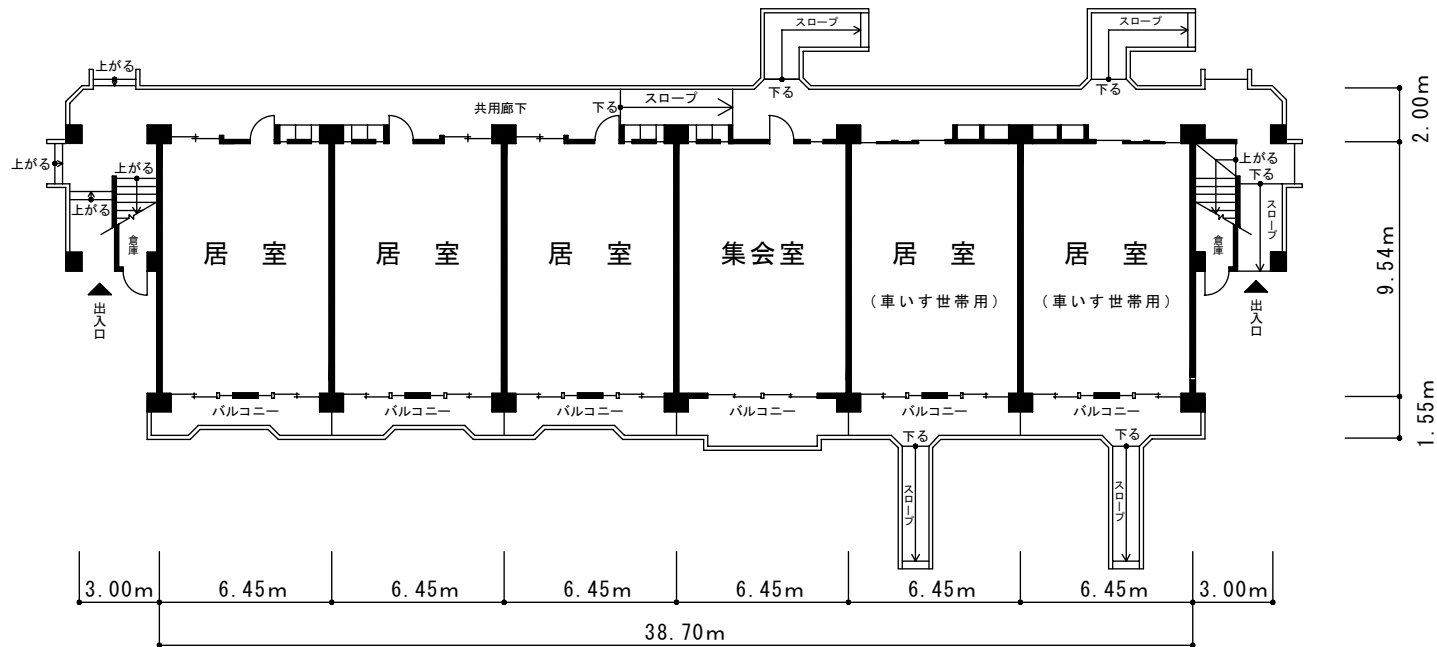 スロープ
スロープ
上がる
下る
下る
共用廊下
下る
スロープ
2.00m
上がる
上がる
上がる
倉庫
出入口
居 室
居 室
居 室
集会室
居 室
(車いす世帯用)
居 室
(車いす世帯用)
上がる
下る
スロープ
倉庫
出入口
9.54m
バルコニー
バルコニー
バルコニー
バルコニー
バルコニー
バルコニー
1.55m
下る
下る
スロープ
スロープ
3.00m
6.45m
6.45m
6.45m
6.45m
6.45m
6.45m
3.00m
38.70m